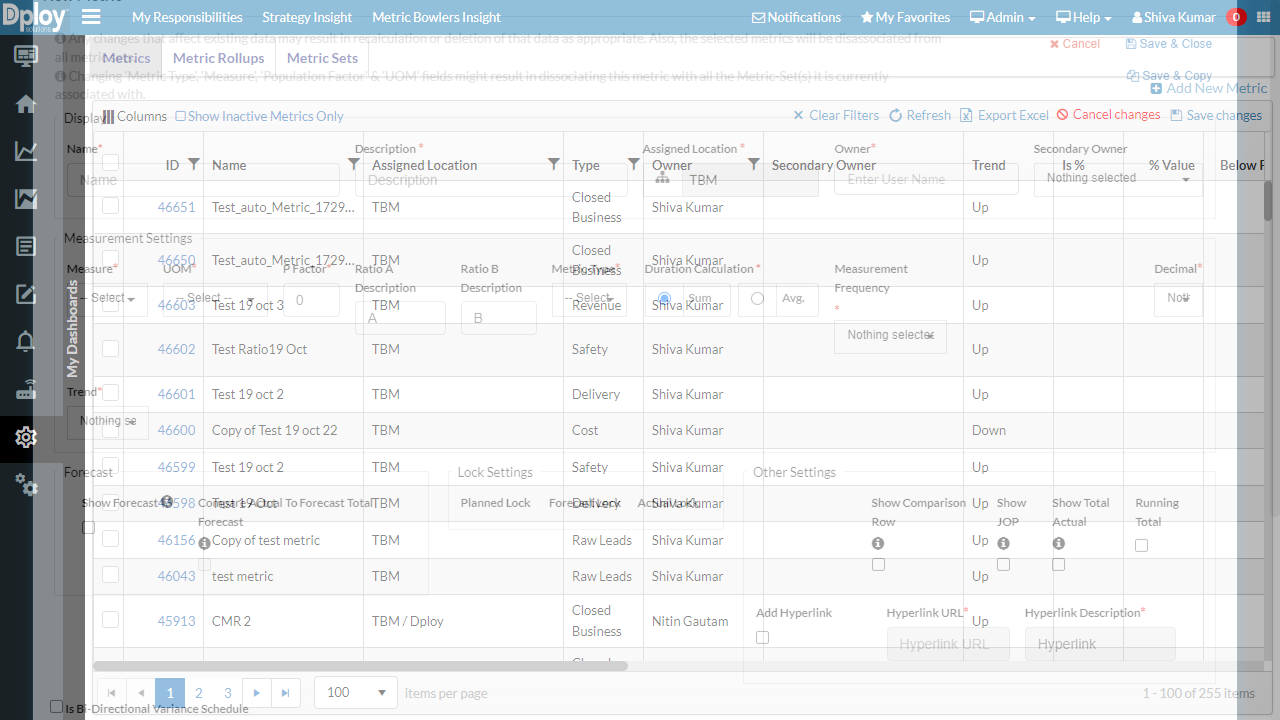 New Metric
Dploy
Solutions
My Responsibilities
Strategy Insight
Metric Bowlers Insight
Notifications
My Favorites
Admin
Help
Shiva Kumar
0
Any changes that affect existing data may result in recalculation or deletion of that data as appropriate. Also, the selected metrics will be disassociated from
all
Changing 'Metric Type', 'Measure', 'Population Factor' & 'UOM' fields might result in dissociating this metric with all the Metric-Set(s) it is currently
associated with.
Cancel
Save & Close
Save & Copy
Metrics
Metric Rollups
Metric Sets
Add New Metric
Display
Columns
Show Inactive Metrics Only
Clear Filters
Refresh
Export Excel
Cancel changes
Save changes
Name*
Description *
Assigned Location *
Owner*
Secondary Owner
ID
Name
Assigned Location
Type
Owner
Secondary Owner
Trend
Is %
% Value
Below
Name
Description
TBM
Enter User Name
Nothing selected
46651 Test_auto_Metric_1729... TBM Closed Business Shiva Kumar Up
Measurement Settings
46650 Test_auto_Metric_1729... TBM Closed Business Shiva Kumar Up
Measure*
UOM*
P Factor*
Ratio A Description
Ratio B Description
Metric Type*
Duration Calculation *
Measurement Frequency *
Decimal*
-- Select
-- Select --
0
A
B
-- Select
Sum
Avg.
Nothing selected
46603 Test 19 oct 3 TBM Revenue Shiva Kumar Up
46602 Test Ratio19 Oct TBM Safety Shiva Kumar Up
My Dashboards
Trend*
Nothing se
46601 Test 19 oct 2 TBM Delivery Shiva Kumar Up
46600 Copy of Test 19 oct 22 TBM Cost Shiva Kumar Down
46599 Test 19 oct 2 TBM Safety Shiva Kumar Up
Forecast
Lock Settings
Other Settings
46598 Test 19 Oct TBM Delivery Shiva Kumar Up
Show Forecast
Compare Actual To Forecast Total
Forecast
Planned Lock
Forecast Lock
Actual Lock
Show Comparison Row
Show JOP
Show Total Actual
Running Total
46156 Copy of test metric TBM Raw Leads Shiva Kumar Up
46043 test metric TBM Raw Leads Shiva Kumar Up
45913 CMR 2 TBM / Dploy Closed Business Nitin Gautam Up
Add Hyperlink
Hyperlink URL*
Hyperlink Description*
Hyperlink URL
Hyperlink
1
2
3
100
items per page
1 - 100 of 255 items
Is Bi-Directional Variance Schedule